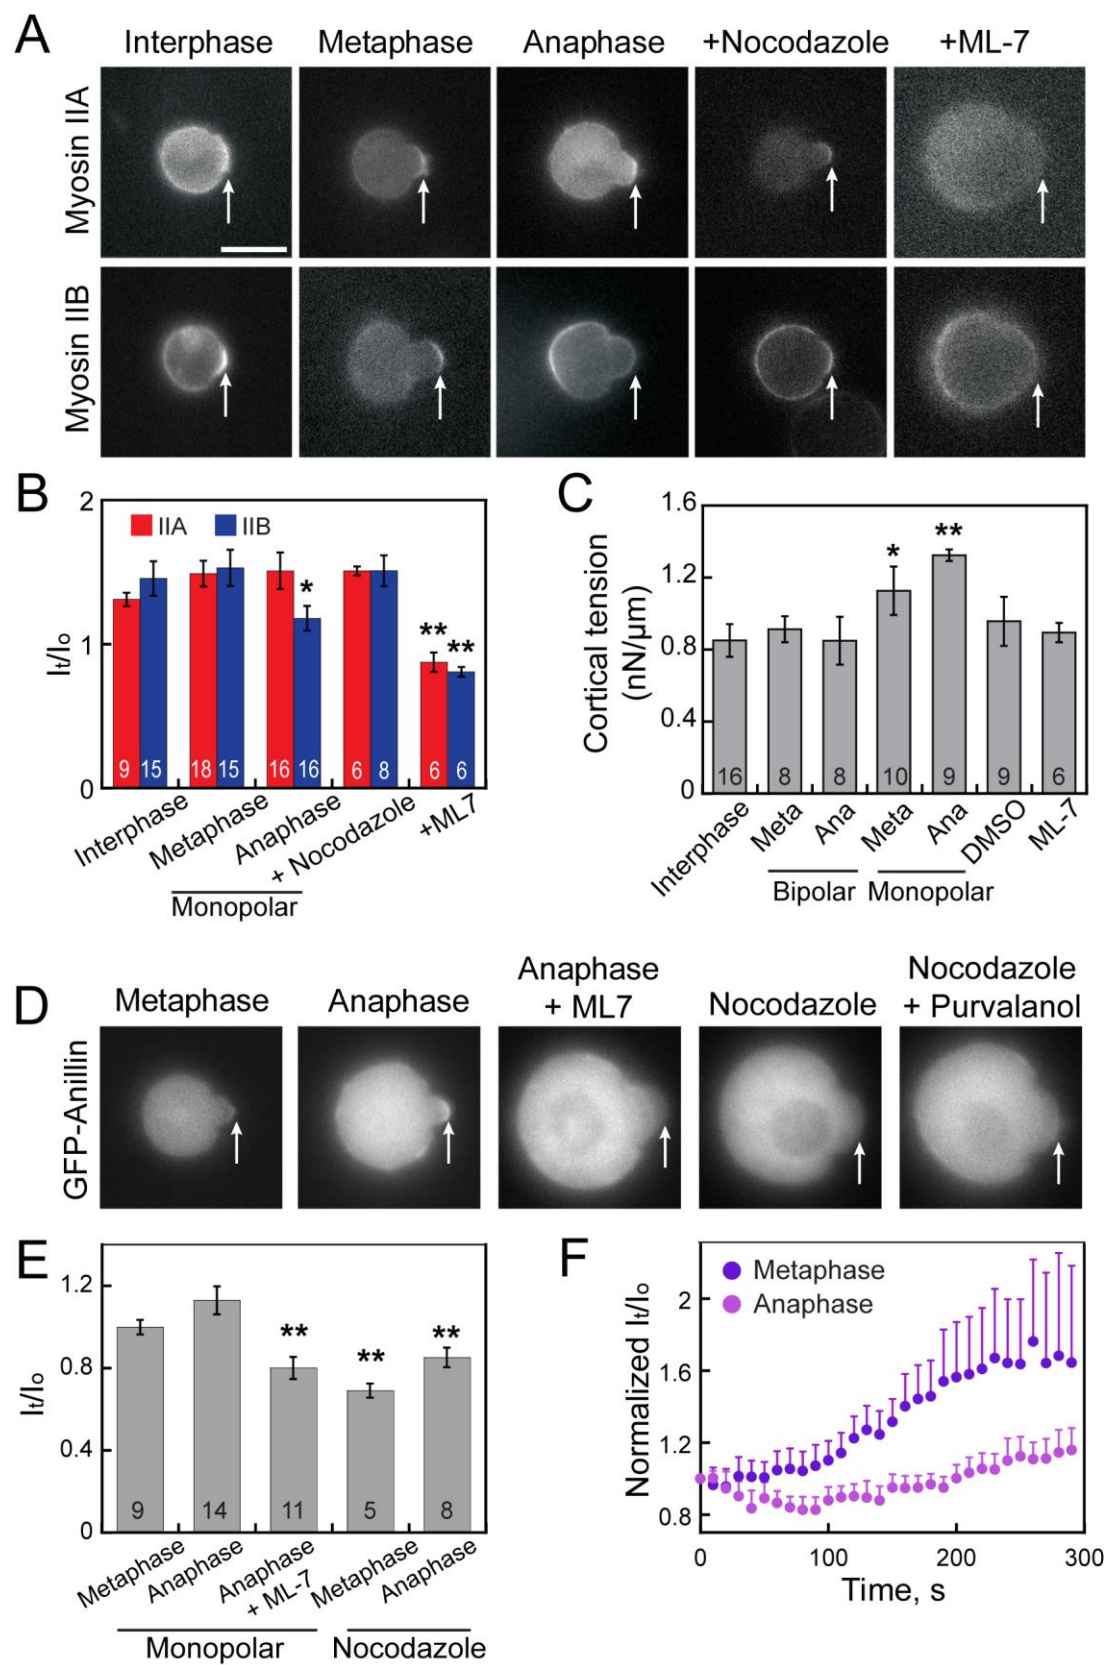 A
Interphase
Metaphase
Anaphase
+Nocodazole
+ML-7
Myosin IIA
Myosin IIB
B
2
1
0
It/Io
IIA
IIB
*
**
**
9
15
18
15
16
16
6
8
6
6
Interphase
Metaphase
Anaphase
+ Nocodazole
+ML7
Monopolar
C
1.6
1.2
0.8
0.4
0
Cortical tension
(nN/μm)
*
**
16
8
8
10
9
9
6
Interphase
Meta
Ana
Meta
Ana
DMSO
ML-7
Bipolar
Monopolar
D
Metaphase
Anaphase
Anaphase
+ ML7
Nocodazole
Nocodazole
+ Purvalanol
GFP-Anillin
E
1.2
0.8
0.4
0
It/Io
**
**
**
9
14
11
5
8
Metaphase
Anaphase
Anaphase
+ ML-7
Metaphase
Anaphase
Monopolar
Nocodazole
F
Metaphase
Anaphase
Normalized It/Io
2
1.6
1.2
0.8
0
100
200
300
Time, s